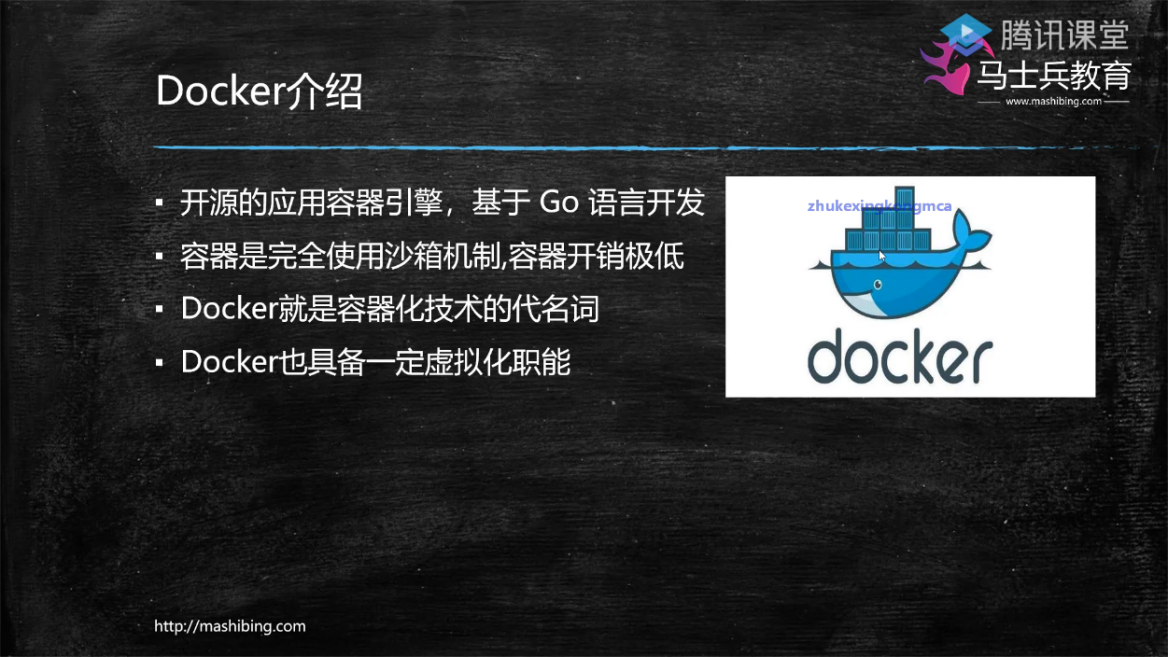 腾讯课堂
马士兵教育
www.mashibing.com
Docker介绍
▪ 开源的应用容器引擎，基于 Go 语言开发
▪ 容器是完全使用沙箱机制,容器开销极低
▪ Docker就是容器化技术的代名词
▪ Docker也具备一定虚拟化职能
zhukexingkongmca
docker
http://mashibing.com